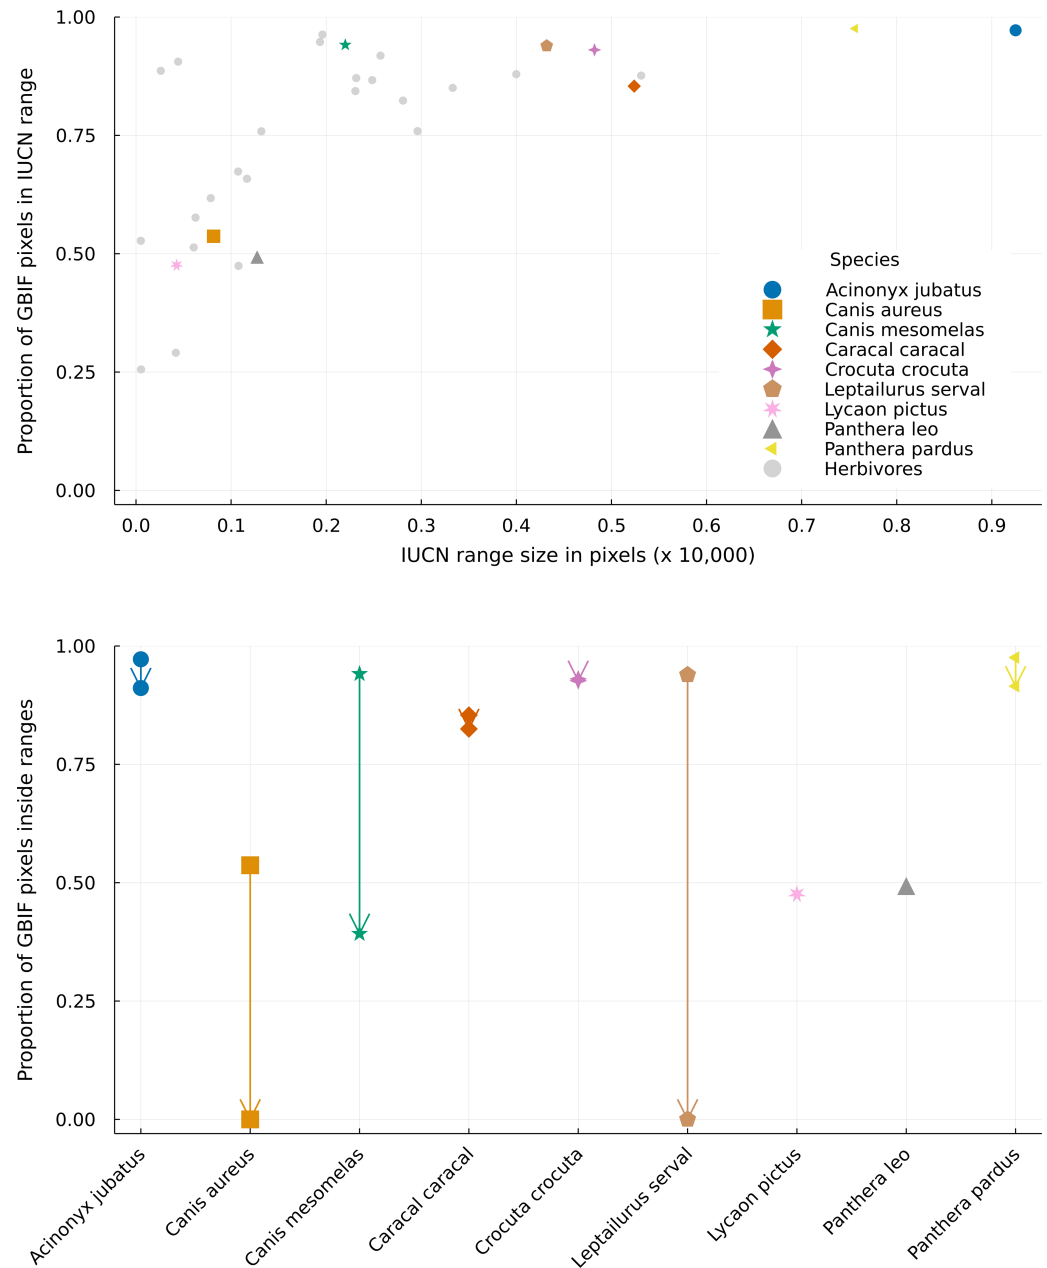 1.00
0.75
0.50
0.25
0.00
Proportion of GBIF pixels in IUCN range
Species
Acinonyx jubatus
Canis aureus
Canis mesomelas
Caracal caracal
Crocuta crocuta
Leptailurus serval
Lycaon pictus
Panthera leo
Panthera pardus
Herbivores
0.0 0.1 0.2 0.3 0.4 0.5 0.6 0.7 0.8 0.9
IUCN range size in pixels (x 10,000)
1.00
0.75
0.50
0.25
0.00
Proportion of GBIF pixels inside ranges
Acinonyx jubatus
Canis aureus
Canis mesomelas
Caracal caracal
Crocuta crocuta
Leptailurus serval
Lycaon pictus
Panthera leo
Panthera pardus